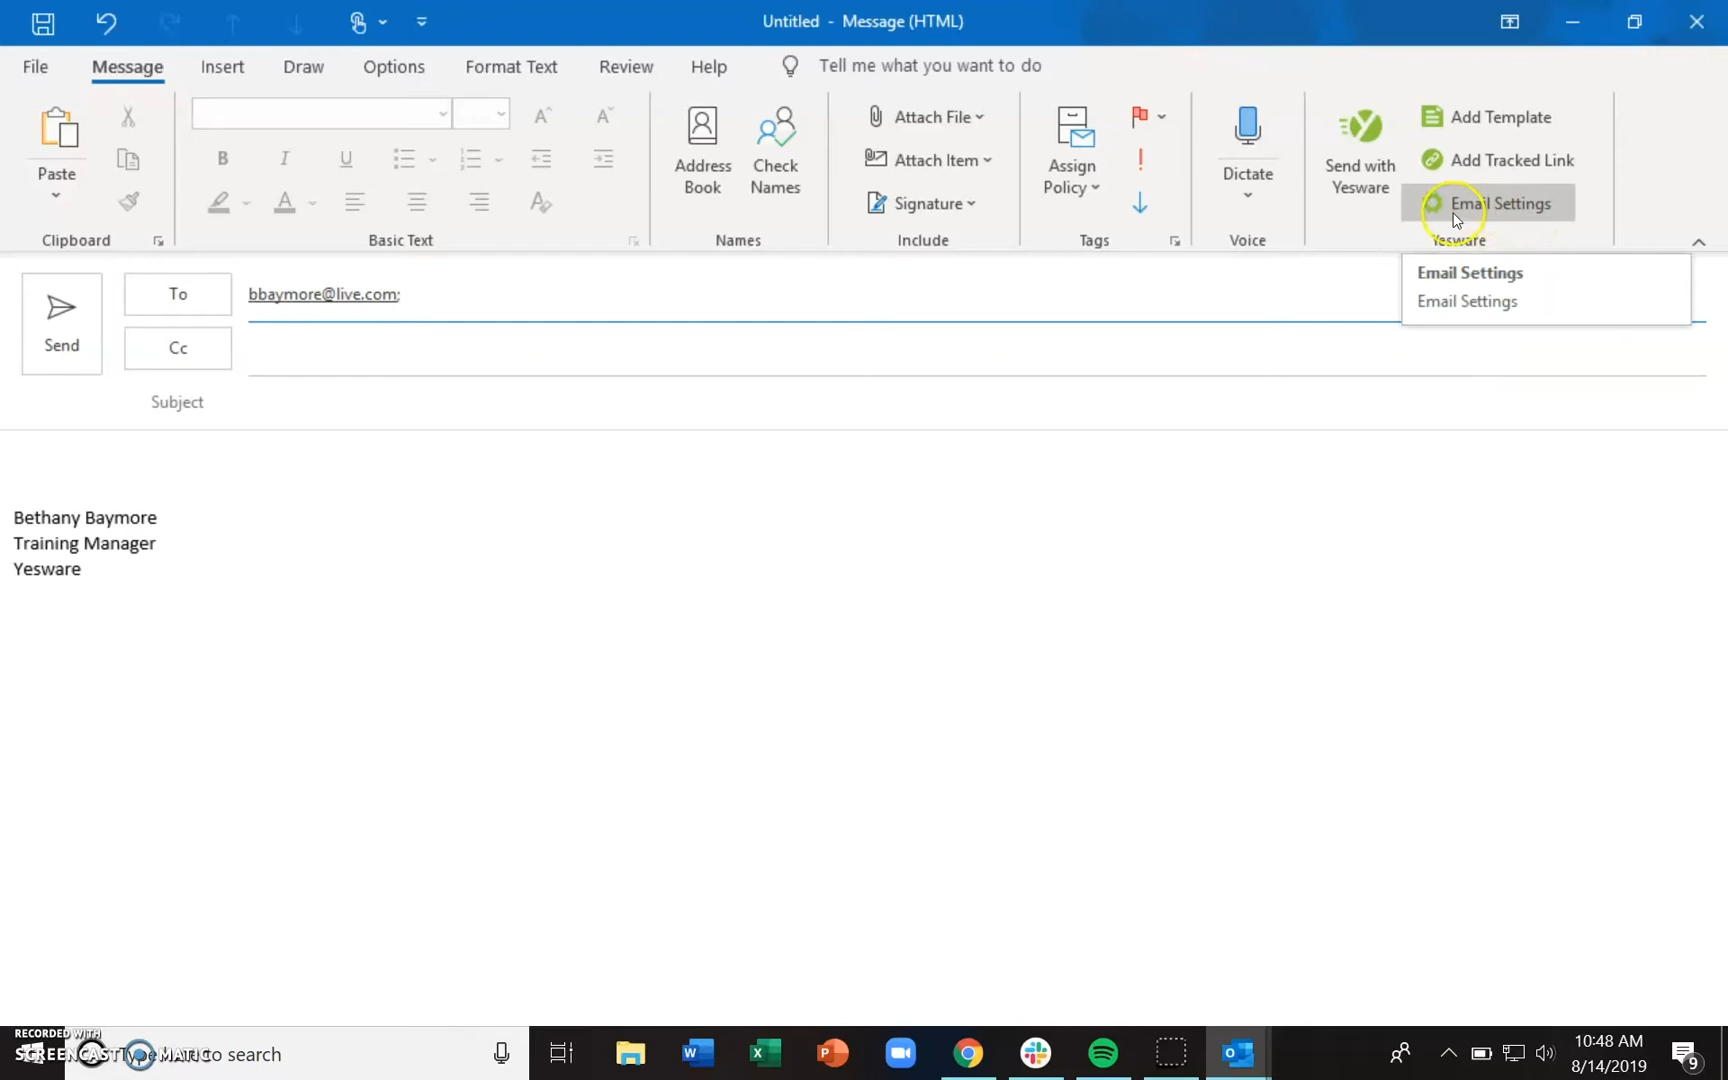 Untitled - Message (HTML)
File Message Insert Draw Options Format Text Review Help Tell me what you want to do
Paste
Clipboard
B I U
A
Basic Text
Address Book
Check Names
Names
Attach File
Attach Item
Signature
Include
Assign Policy
Tags
Dictate
Voice
Send with Yesware
Add Template
Add Tracked Link
Email Settings
Yesware
Email Settings
Email Settings
Send
To bbaymore@live.com;
Cc
Subject
Bethany Baymore
Training Manager
Yesware
RECORDED WITH
SCREENCAST MATIC
to search
10:48 AM
8/14/2019
9